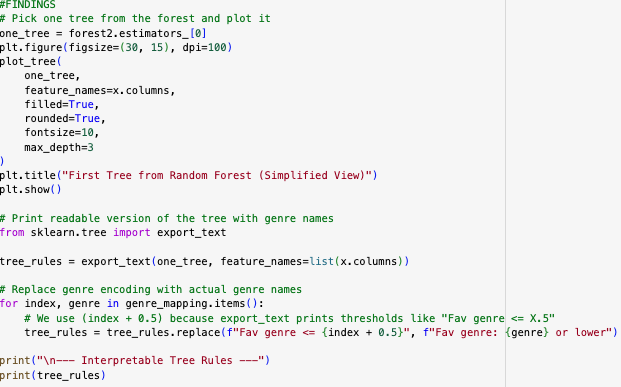 #FINDINGS
# Pick one tree from the forest and plot it
one_tree = forest2.estimators_[0]
plt.figure(figsize=(30, 15), dpi=100)
plot_tree(
    one_tree,
    feature_names=x.columns,
    filled=True,
    rounded=True,
    fontsize=10,
    max_depth=3
)
plt.title("First Tree from Random Forest (Simplified View)")
plt.show()

# Print readable version of the tree with genre names
from sklearn.tree import export_text

tree_rules = export_text(one_tree, feature_names=list(x.columns))

# Replace genre encoding with actual genre names
for index, genre in genre_mapping.items():
    # We use (index + 0.5) because export_text prints thresholds like "Fav genre <= X.5"
    tree_rules = tree_rules.replace(f"Fav genre <= {index + 0.5}", f"Fav genre: {genre} or lower")

print("\n--- Interpretable Tree Rules ---")
print(tree_rules)